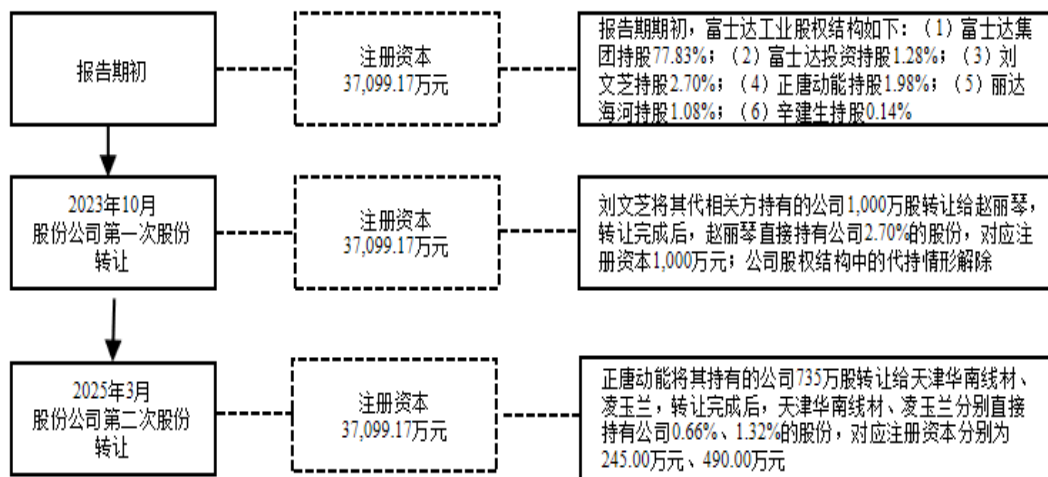 报告期初
注册资本
37,099.17万元
报告期期初，富士达工业股权结构如下：（1）富士达集
团持股77.83%；（2）富士达投资持股1.28%；（3）刘
文芝持股2.70%；（4）正唐动能持股1.98%；（5）丽达
海河持股1.08%；（6）辛建生持股0.14%
2023年10月
股份公司第一次股份
转让
注册资本
37,099.17万元
刘文芝将其代相关方持有的公司1,000万股转让给赵丽琴，
转让完成后，赵丽琴直接持有公司2.70%的股份，对应注
册资本1,000万元；公司股权结构中的代持情形解除
2025年3月
股份公司第二次股份
转让
注册资本
37,099.17万元
正唐动能将其持有的公司735万股转让给天津华南线材、
凌玉兰，转让完成后，天津华南线材、凌玉兰分别直接
持有公司0.66%、1.32%的股份，对应注册资本分别为
245.00万元、490.00万元